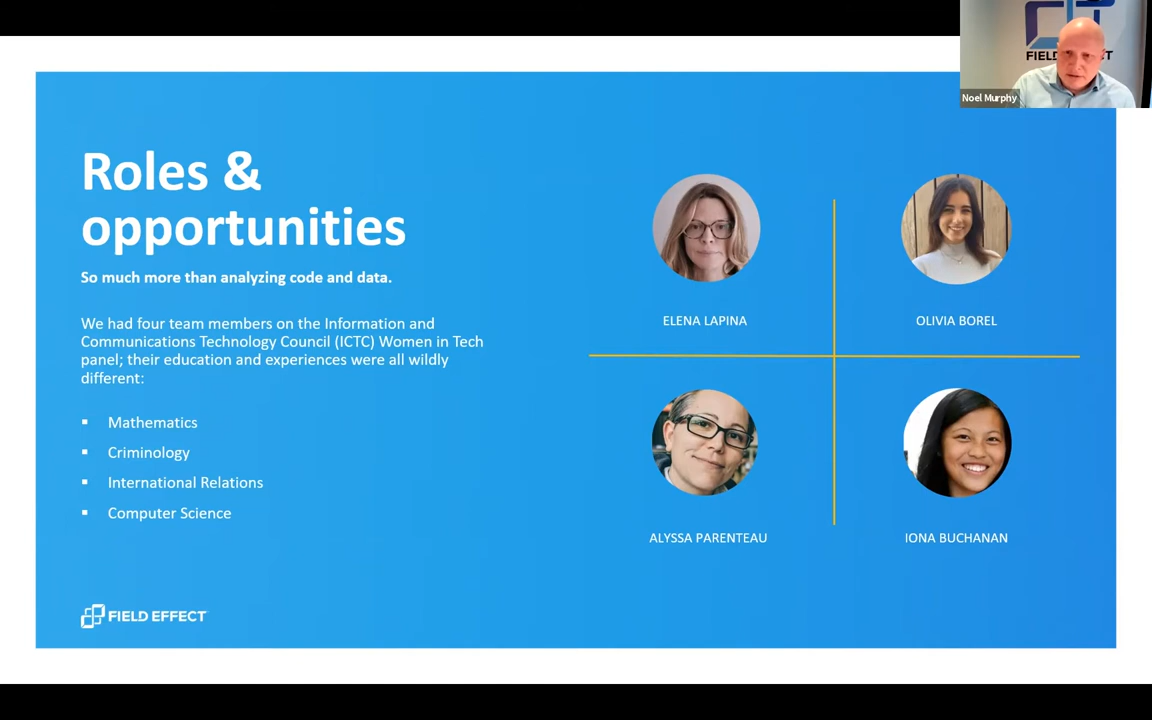 FIELD EFFECT
Noel Murphy
Roles &
opportunities
So much more than analyzing code and data.
We had four team members on the Information and
Communications Technology Council (ICTC) Women in Tech
panel; their education and experiences were all wildly
different:
▪ Mathematics
▪ Criminology
▪ International Relations
▪ Computer Science
ELENA LAPINA
OLIVIA BOREL
ALYSSA PARENTEAU
IONA BUCHANAN
FIELD EFFECT